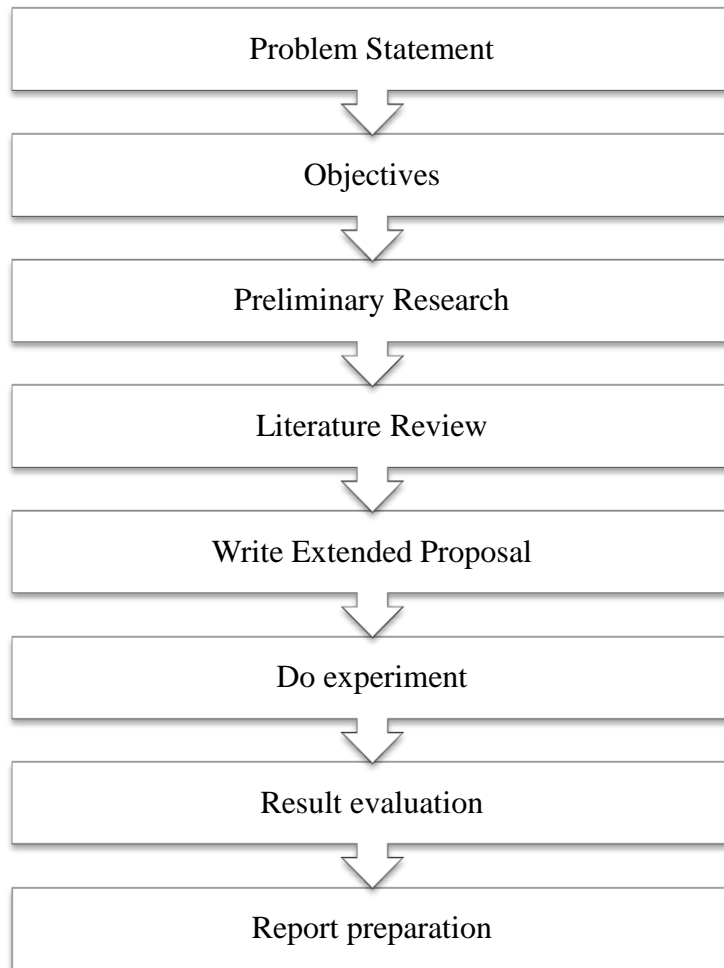 Problem Statement
Objectives
Preliminary Research
Literature Review
Write Extended Proposal
Do experiment
Result evaluation
Report preparation